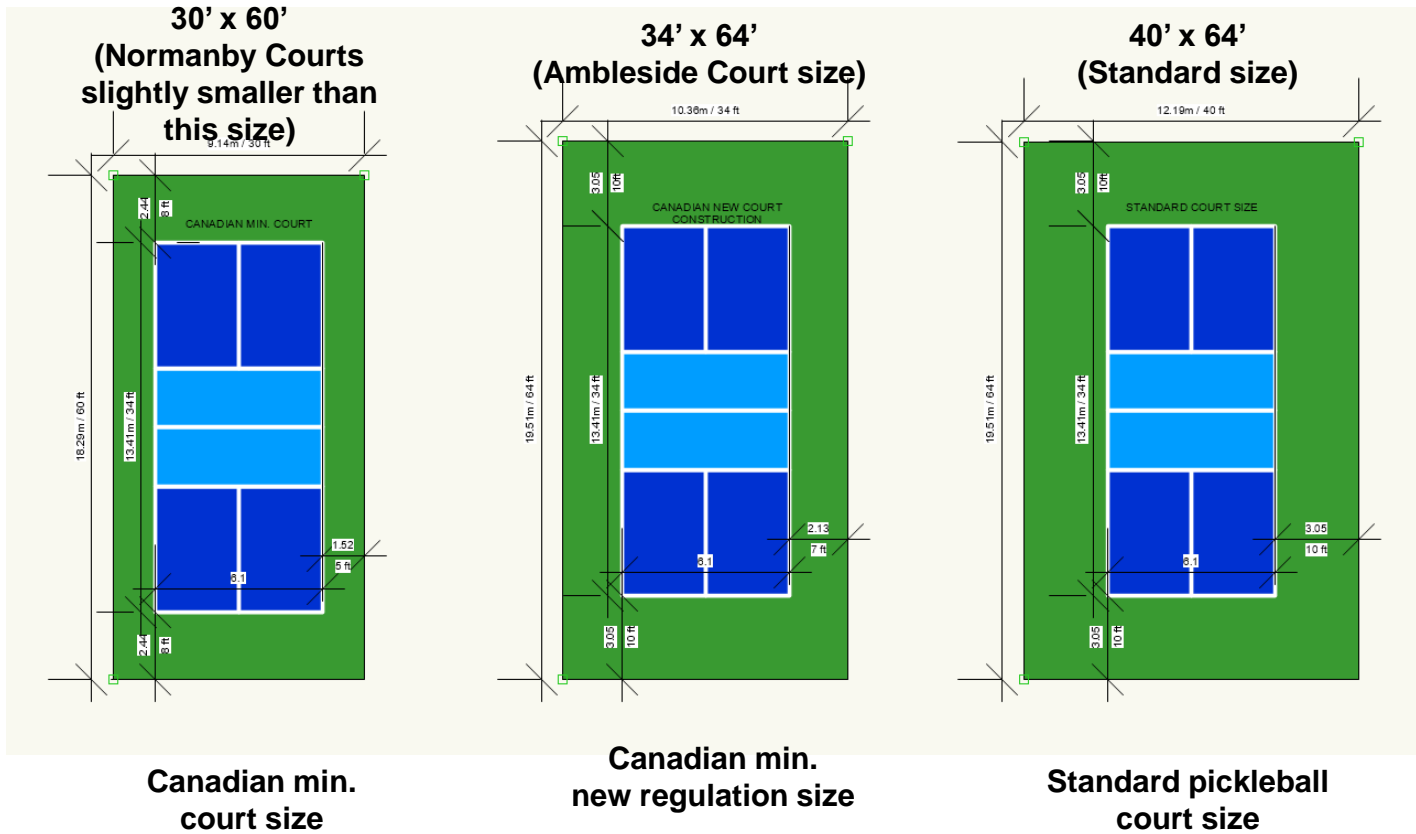 30’ x 60’
(Normanby Courts
slightly smaller than
this size)
9.14m / 30 ft
2.44
8 ft
CANADIAN MIN. COURT
18.29m / 60 ft
13.41m / 34 ft
1.52
5 ft
6.1
2.44
8 ft
Canadian min.
court size
34’ x 64’
(Ambleside Court size)
10.36m / 34 ft
3.05
10ft
CANADIAN NEW COURT
CONSTRUCTION
19.51m / 64 ft
13.41m / 34 ft
2.13
7 ft
6.1
3.05
10 ft
Canadian min.
new regulation size
40’ x 64’
(Standard size)
12.19m / 40 ft
3.05
10ft
STANDARD COURT SIZE
19.51m / 64 ft
13.41m / 34 ft
3.05
10 ft
6.1
3.05
10 ft
Standard pickleball
court size